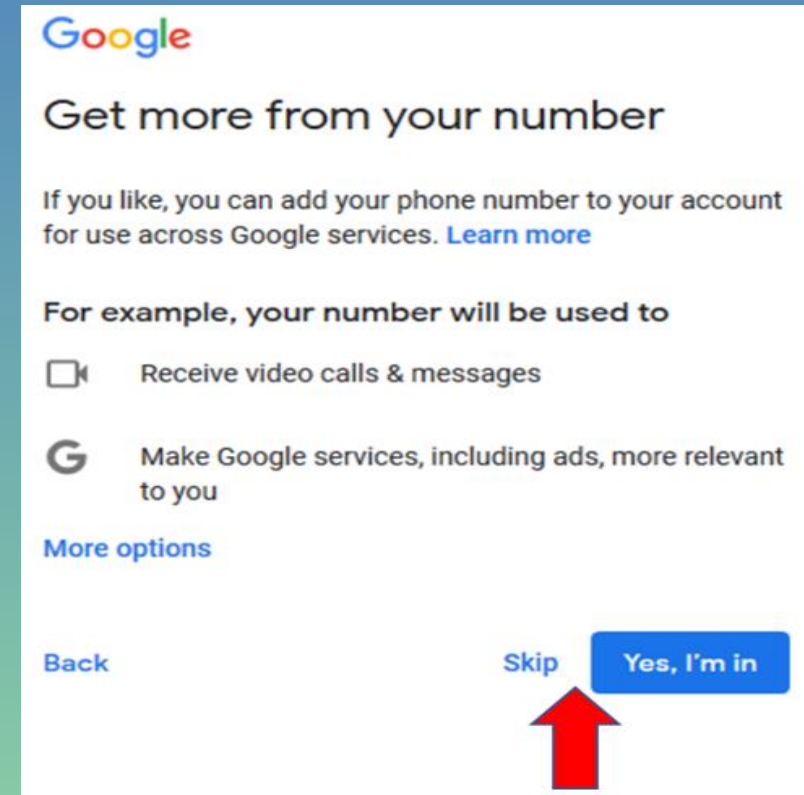 Google
Get more from your number
If you like, you can add your phone number to your account
for use across Google services. Learn more
For example, your number will be used to
Receive video calls & messages
G
Make Google services, including ads, more relevant
to you
More options
Back
Skip
Yes, I'm in